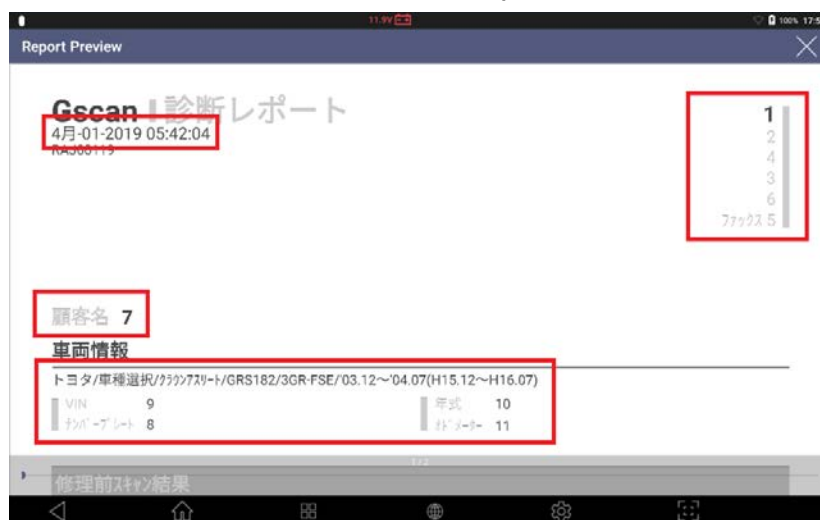 11.9V
100% 17:5
Report Preview
Gscan 診断レポート
4月-01-2019 05:42:04
1
2
4
3
6
ファックス 5
顧客名 7
車両情報
トヨタ/車種選択/クラウンアスリート/GRS182/3GR-FSE/'03.12～'04.07(H15.12～H16.07)
VIN 9
年式 10
ナンバープレート 8
オドメーター 11
1/2
修理前スキャン結果